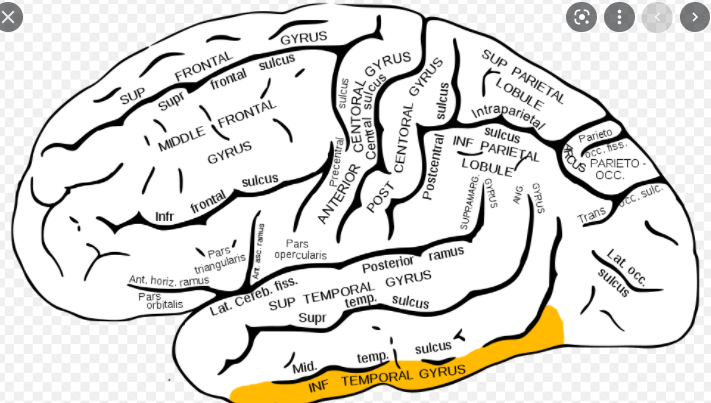 SUP FRONTAL GYRUS
Supr frontal sulcus
MIDDLE FRONTAL
GYRUS
Infr frontal sulcus
Precentral sulcus
ANTERIOR CENTORAL GYRUS
Central sulcus
POST CENTORAL GYRUS
Postcentral sulcus
SUP PARIETAL
LOBULE
Intraparietal
sulcus
INF PARIETAL
LOBULE
SUPRAMARG.
GYRUS
ANG.
GYRUS
Parieto
occ. fiss.
ARCUS
PARIETO -
OCC.
Trans occ. sulc.
Lat. occ.
sulcus
Pars
triangularis
Ant. asc. ramus
Pars
opercularis
Ant. horiz. ramus
Pars
orbitalis
Lat. Cereb. fiss.
Posterior ramus
SUP TEMPORAL GYRUS
Supr temp. sulcus
Mid. temp. sulcus
INF TEMPORAL GYRUS